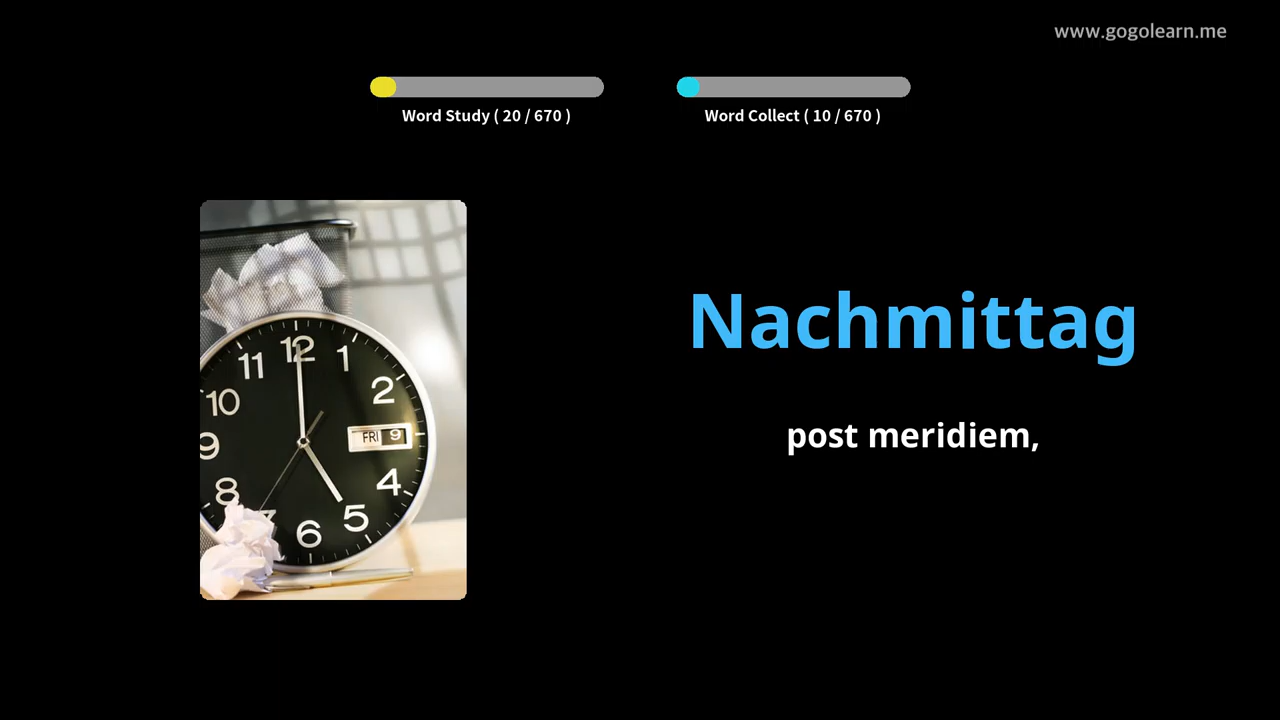 www.gogolearn.me
Word Study ( 20 / 670 )
Word Collect ( 10 / 670 )
Nachmittag
post meridiem,
12
11
1
10
2
9
FRI 9
8
4
7
5
6